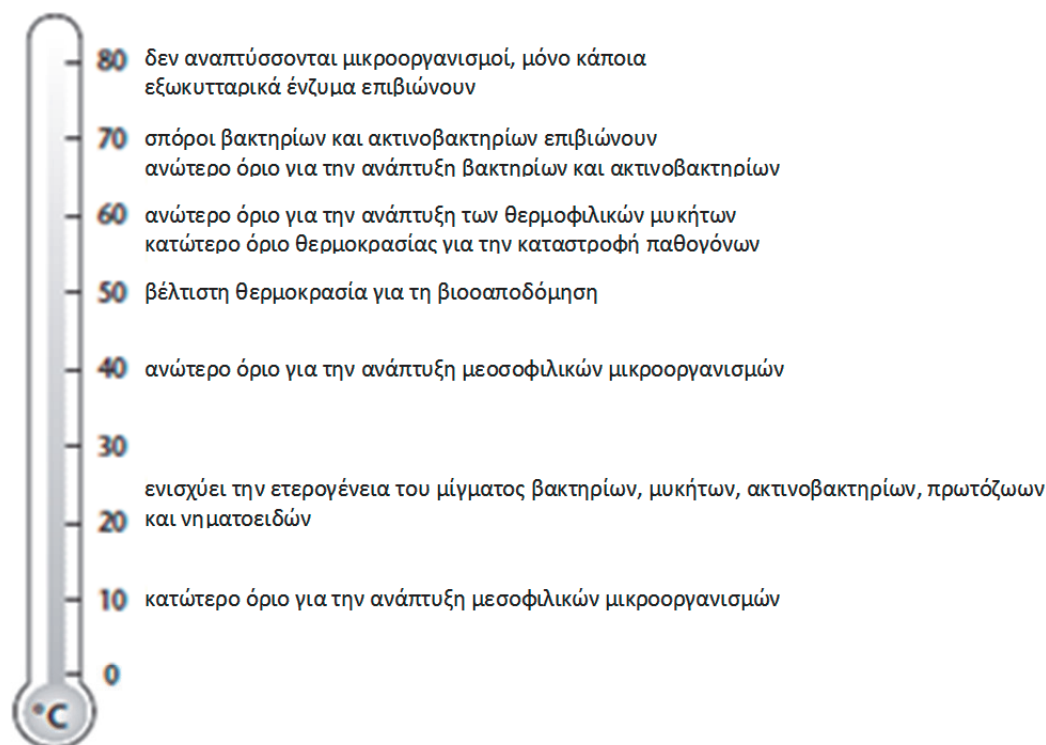 80 δεν αναπτύσσονται μικροοργανισμοί, μόνο κάποια
εξωκυτταρικά ένζυμα επιβιώνουν
70 σπόροι βακτηρίων και ακτινοβακτηρίων επιβιώνουν
ανώτερο όριο για την ανάπτυξη βακτηρίων και ακτινοβακτηρίων
60 ανώτερο όριο για την ανάπτυξη των θερμοφιλικών μυκήτων
κατώτερο όριο θερμοκρασίας για την καταστροφή παθογόνων
50 βέλτιστη θερμοκρασία για τη βιοοαποδόμηση
40 ανώτερο όριο για την ανάπτυξη μεοσοφιλικών μικροοργανισμών
30
ενισχύει την ετερογένεια του μίγματος βακτηρίων, μυκήτων, ακτινοβακτηρίων, πρωτόζωων
20 και νηματοειδών
10 κατώτερο όριο για την ανάπτυξη μεσοφιλικών μικροοργανισμών
0
°C